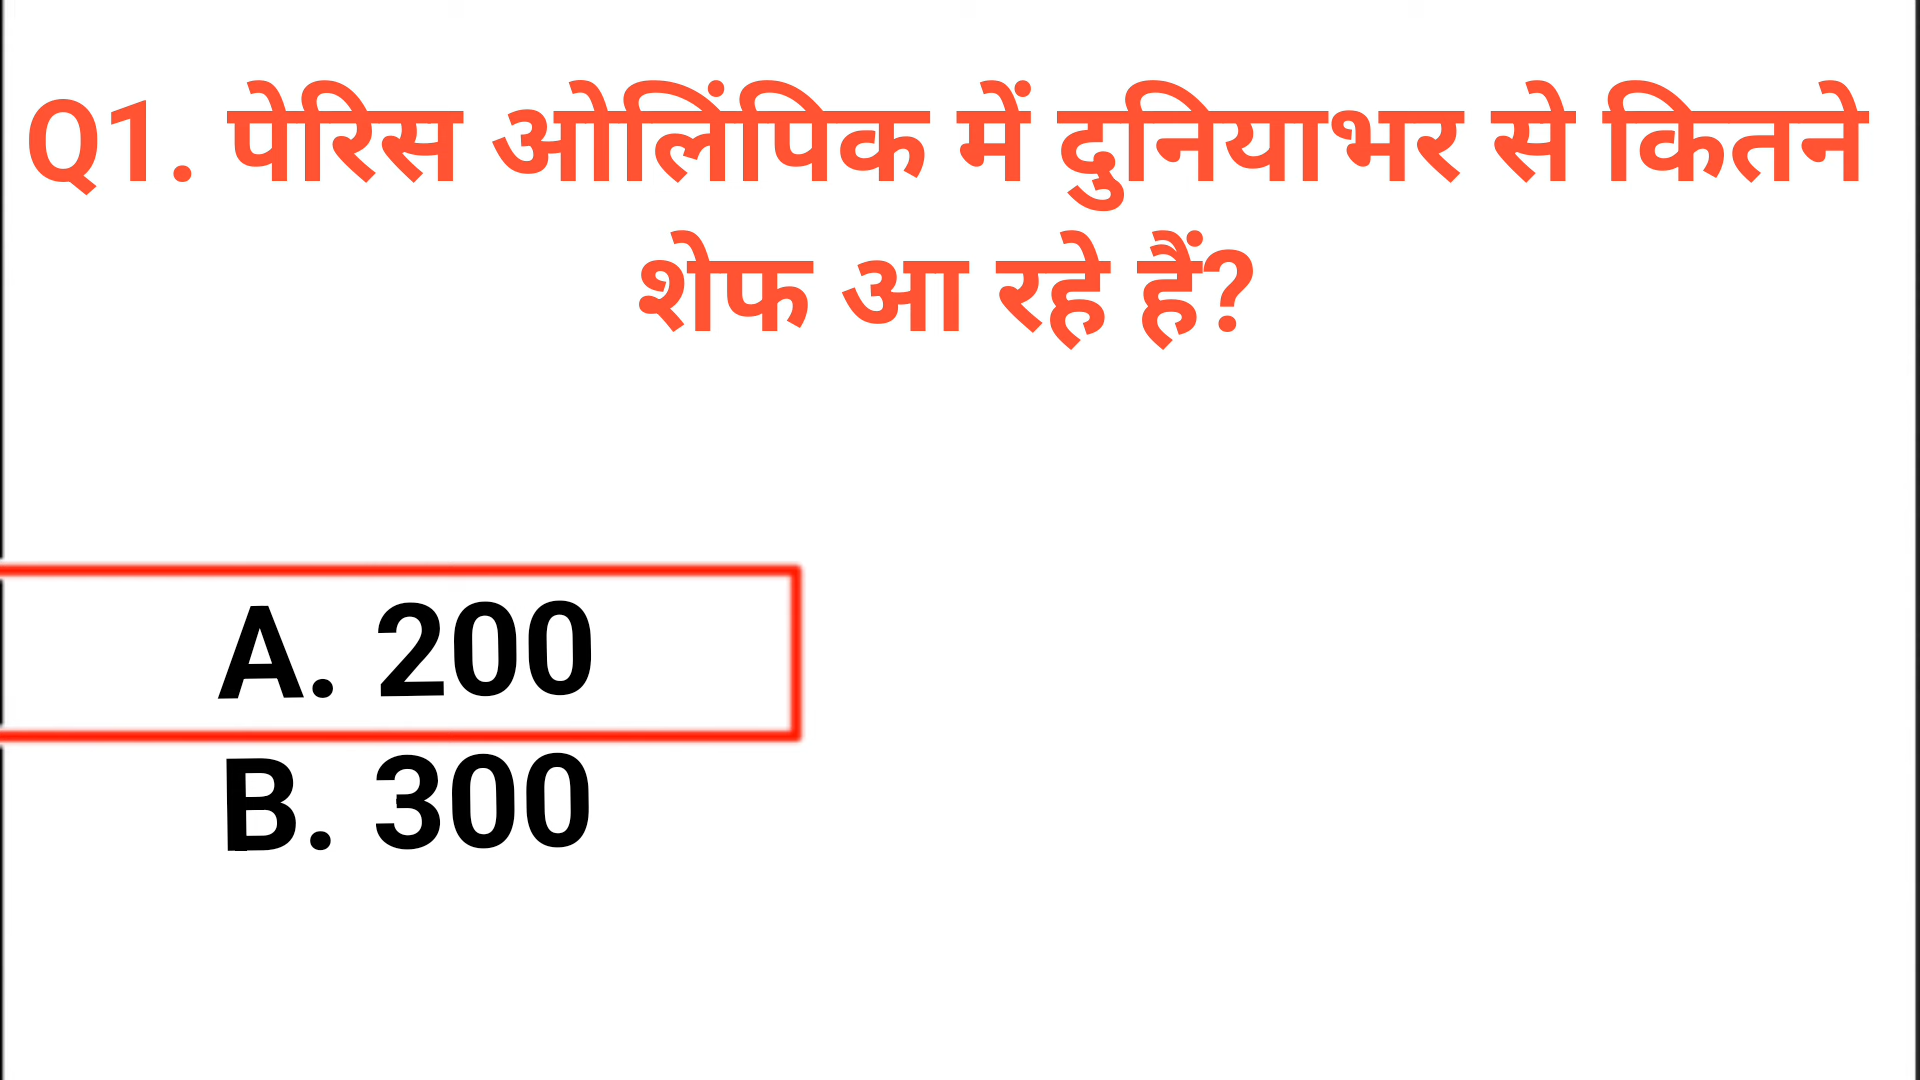 Q1. पेरिस ओलिंपिक में दुनियाभर से कितने
शेफ आ रहे हैं?
A. 200
B. 300